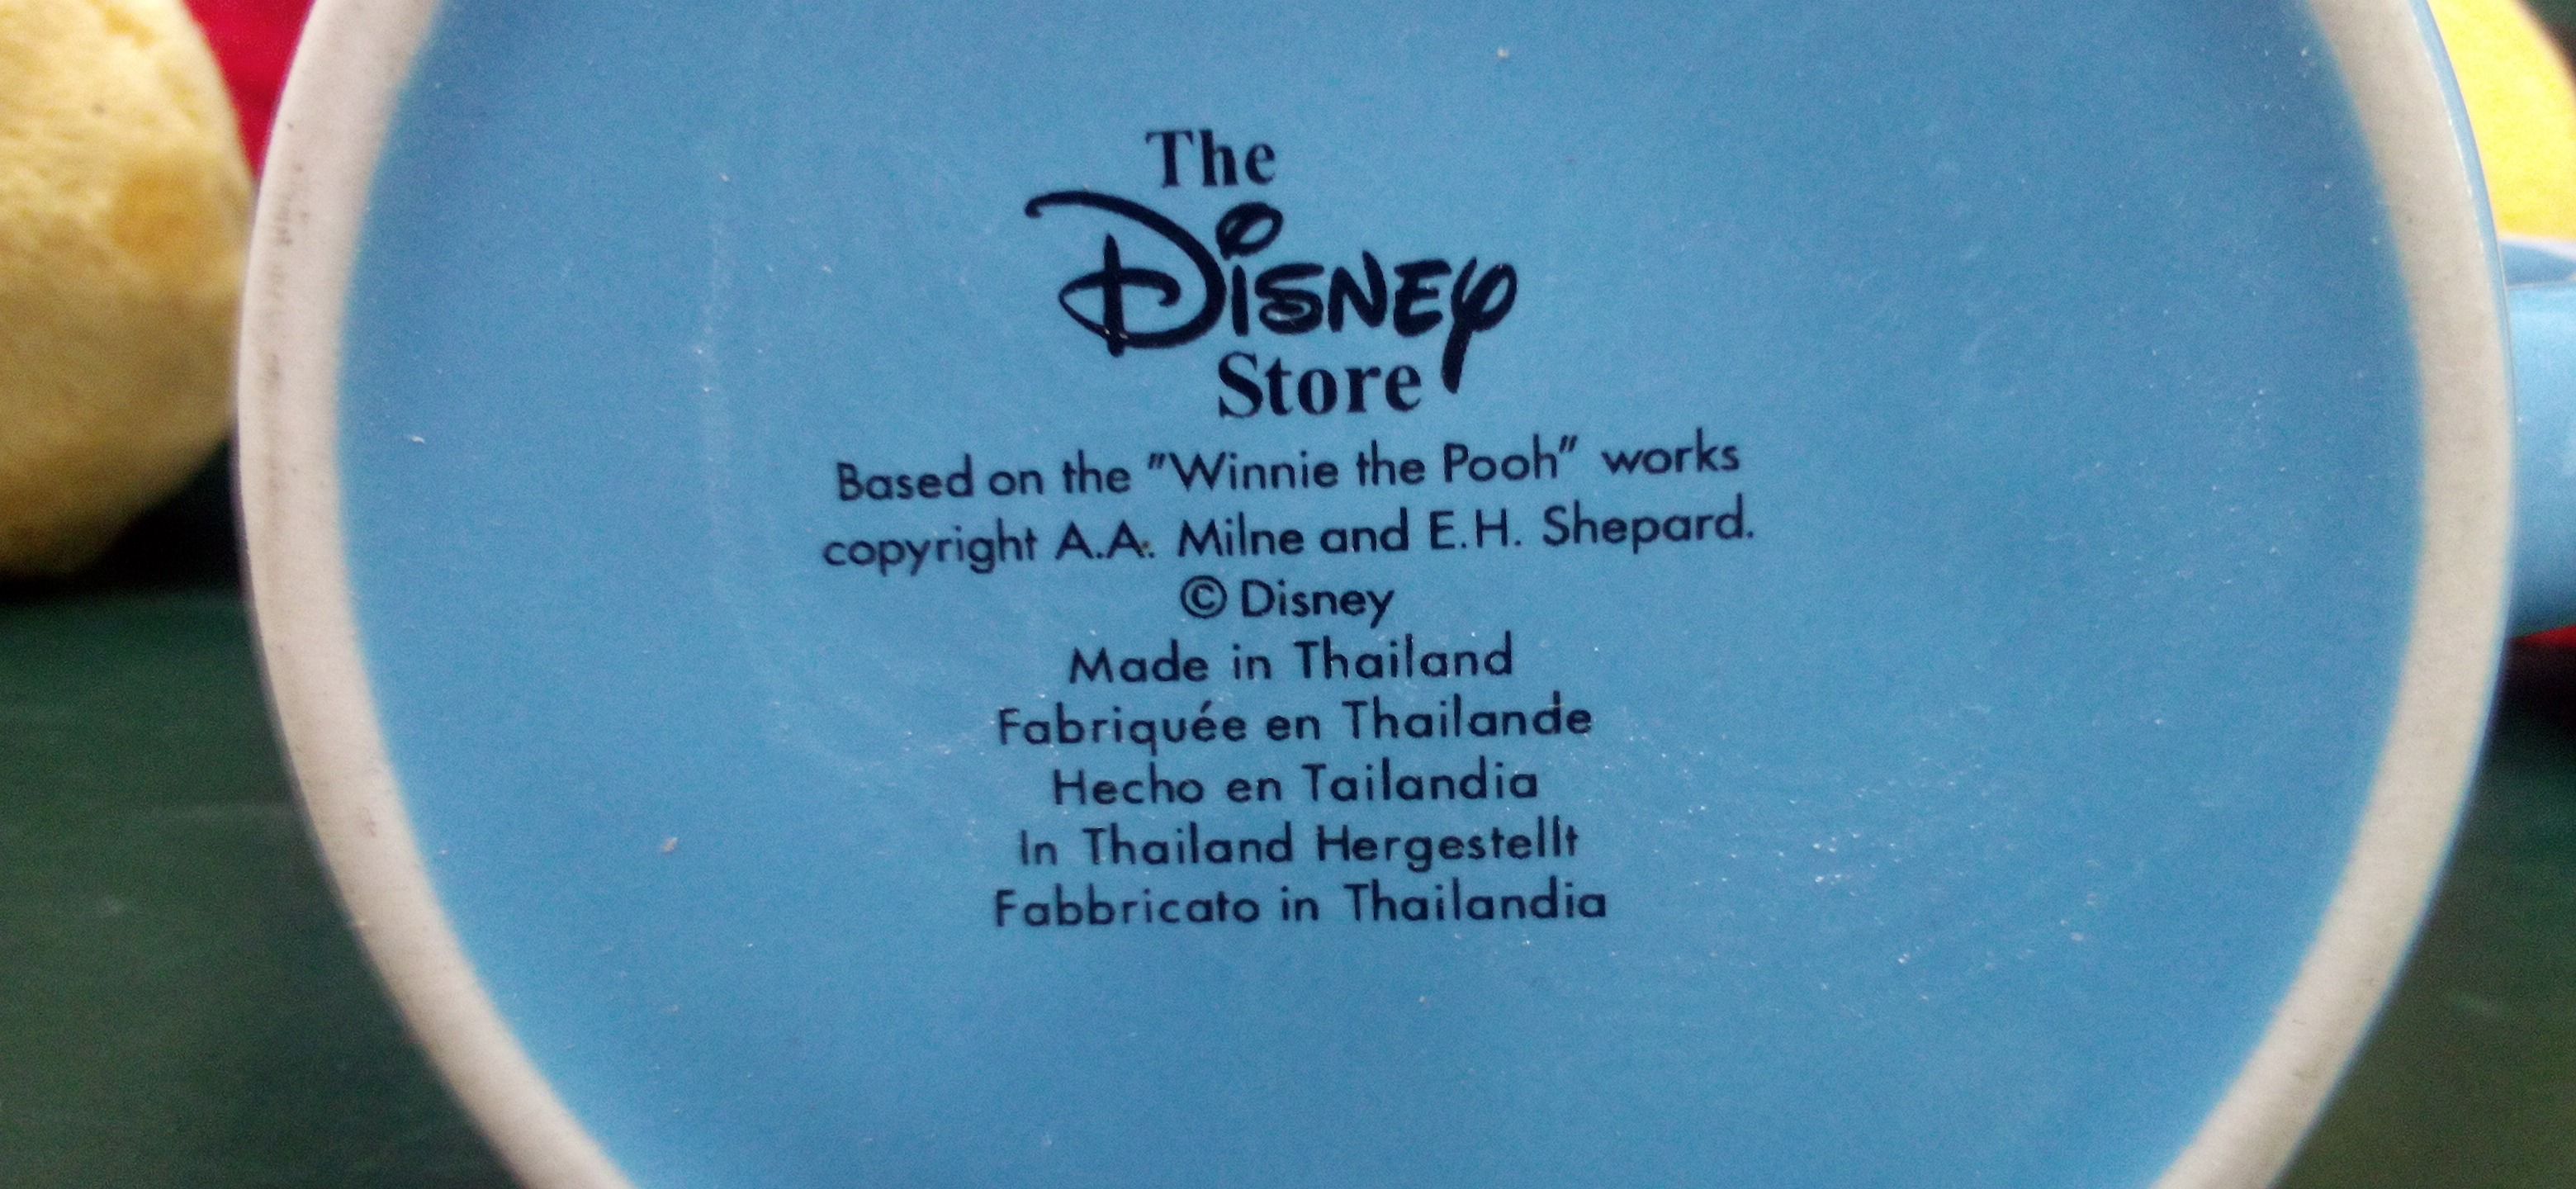 The
Disney
Store
Based on the "Winnie the Pooh" works
copyright A.A. Milne and E.H. Shepard.
© Disney
Made in Thailand
Fabriquée en Thailande
Hecho en Tailandia
In Thailand Hergestellt
Fabbricato in Thailandia